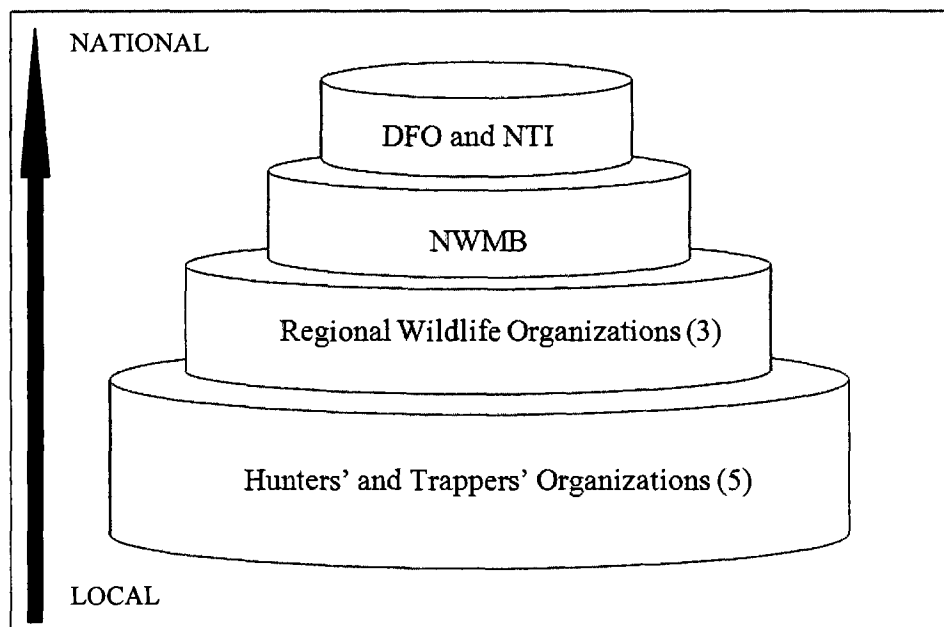 NATIONAL
DFO and NTI
NWMB
Regional Wildlife Organizations (3)
Hunters’ and Trappers’ Organizations (5)
LOCAL